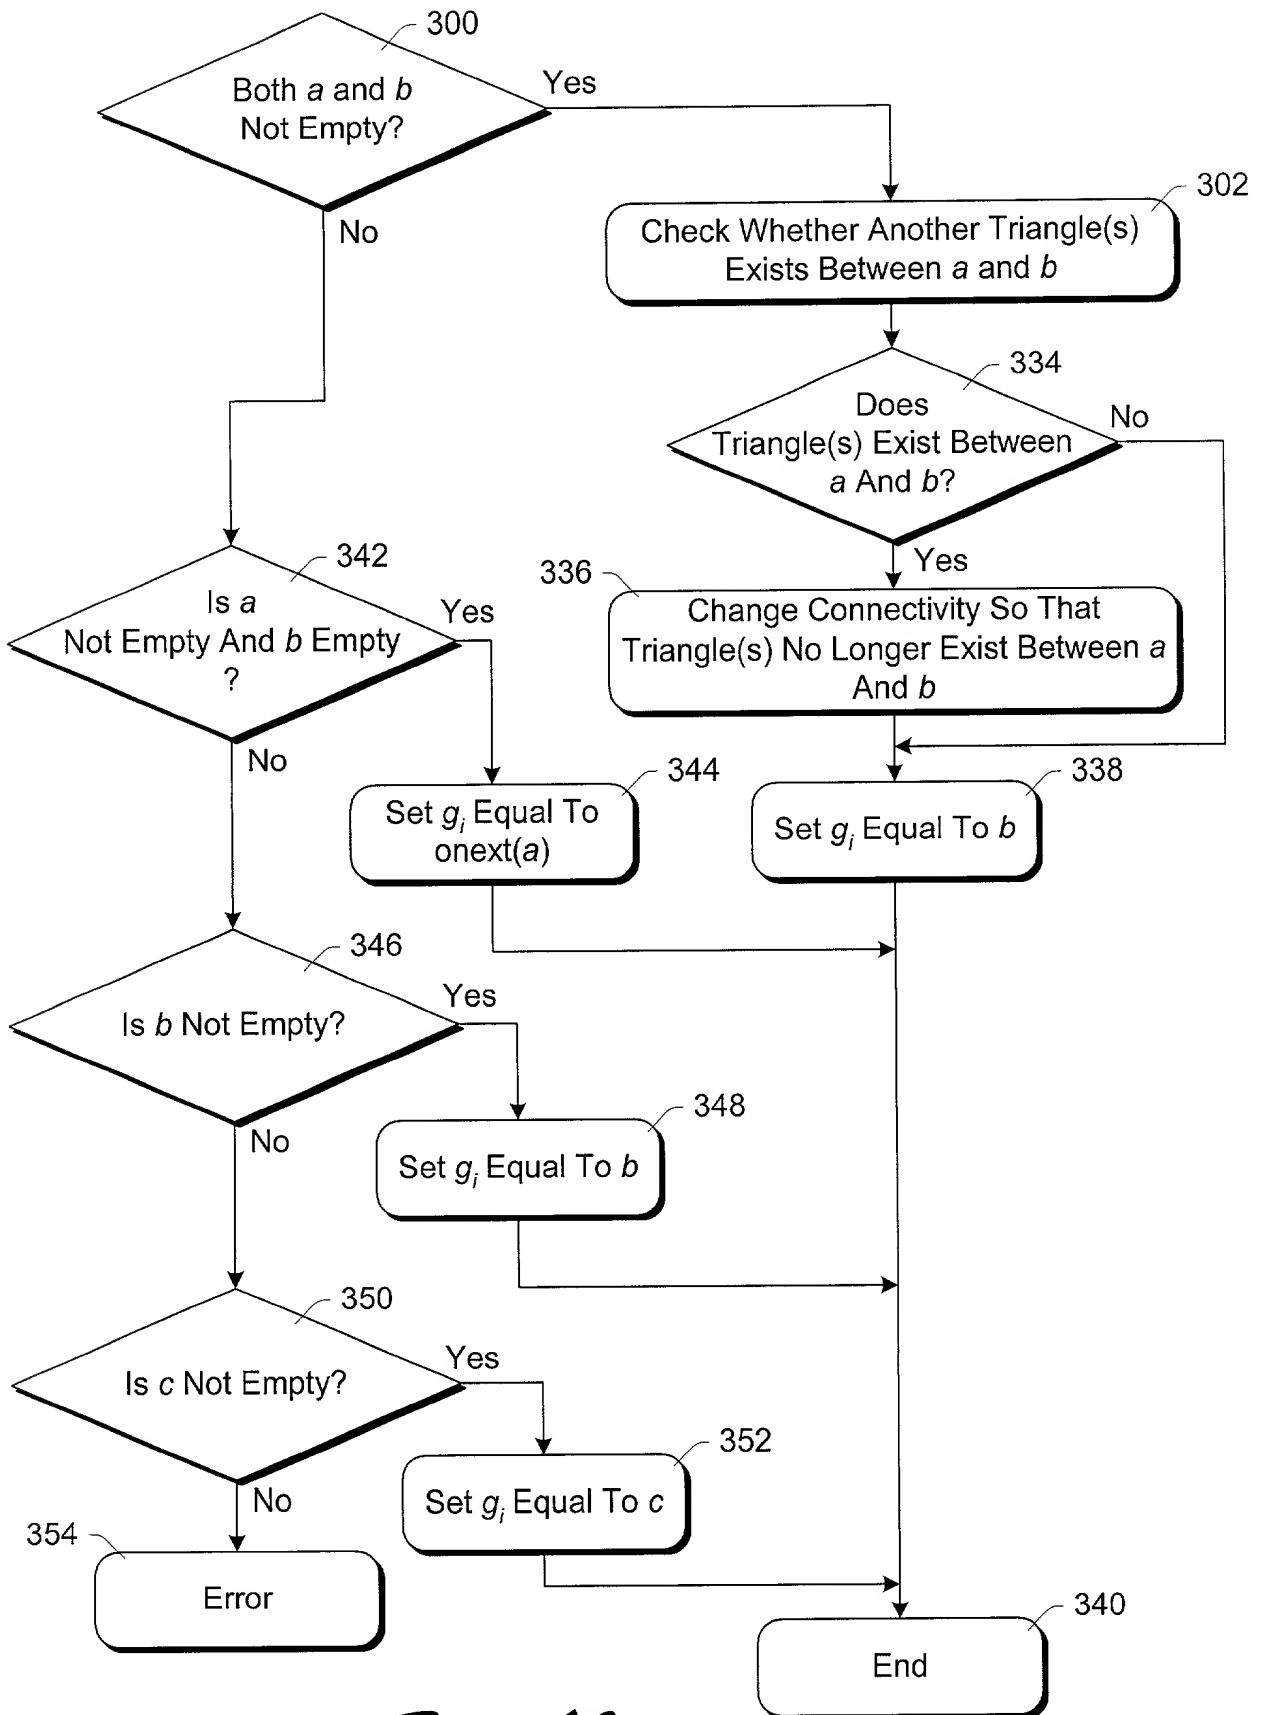 300
Both a and b
Not Empty?
Yes
No
302
Check Whether Another Triangle(s)
Exists Between a and b
334
Does
Triangle(s) Exist Between
a And b?
No
Yes
336
Change Connectivity So That
Triangle(s) No Longer Exist Between a
And b
342
Is a
Not Empty And b Empty
?
Yes
No
344
Set gi Equal To
onext(a)
338
Set gi Equal To b
346
Is b Not Empty?
Yes
No
348
Set gi Equal To b
350
Is c Not Empty?
Yes
No
352
Set gi Equal To c
354
Error
340
End